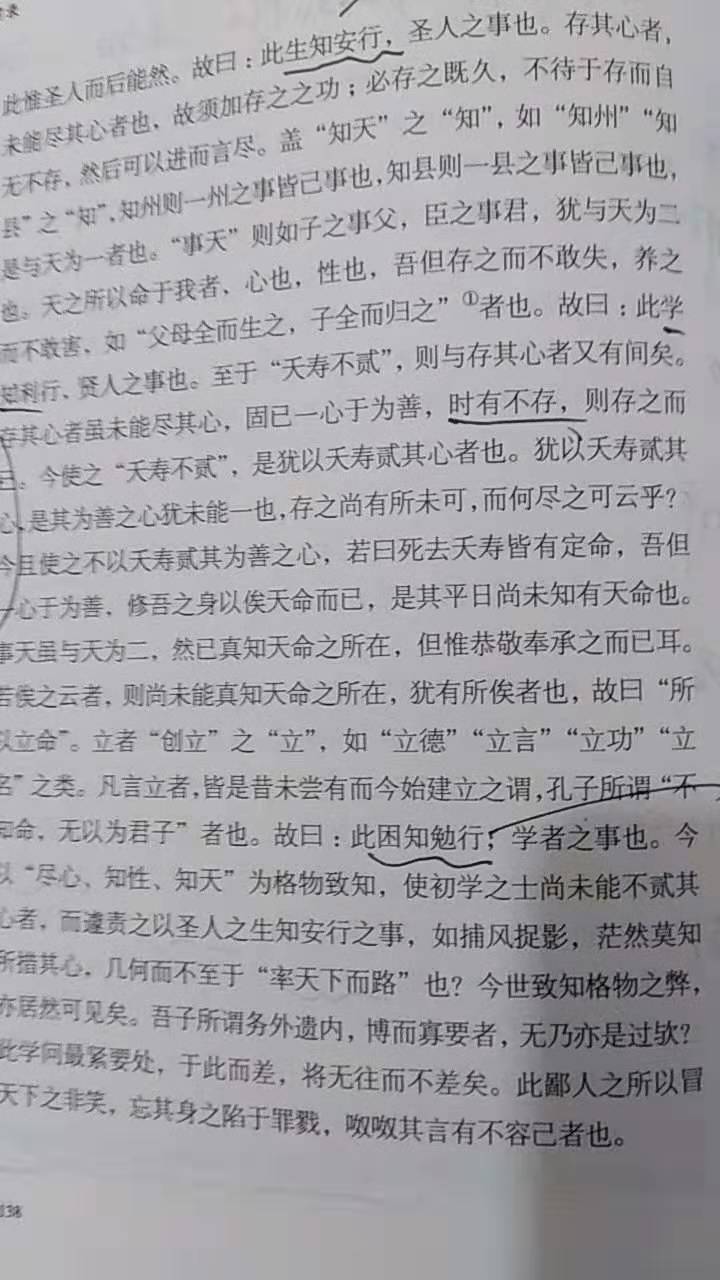 录
此惟圣人而后能然。故曰：此生知安行，圣人之事也。存其心者，
未能尽其心者也，故须加存之之功；必存之既久，不待于存而自
无不存，然后可以进而言尽。盖“知天”之“知”，如“知州”“知
县”之“知”，知州则一州之事皆己事也，知县则一县之事皆己事也，
是与天为一者也。“事天”则如子之事父，臣之事君，犹与天为二
也。天之所以命于我者，心也，性也，吾但存之而不敢失，养之
而不敢害，如“父母全而生之，子全而归之”①者也。故曰：此学
知利行，贤人之事也。至于“夭寿不贰”，则与存其心者又有间矣。
存其心者虽未能尽其心，固已一心于为善，时有不存，则存之而
已。今使之“夭寿不贰”，是犹以夭寿贰其心者也。犹以夭寿贰其
心，是其为善之心犹未能一也，存之尚有所未可，而何尽之可云乎？
今且使之不以夭寿贰其为善之心，若曰死去夭寿皆有定命，吾但
一心于为善，修吾之身以俟天命而已，是其平日尚未知有天命也。
事天虽与天为二，然已真知天命之所在，但惟恭敬奉承之而已耳。
若俟之云者，则尚未能真知天命之所在，犹有所俟者也，故曰“所
以立命”。立者“创立”之“立”，如“立德”“立言”“立功”“立
名”之类。凡言立者，皆是昔未尝有而今始建立之谓，孔子所谓“不
知命，无以为君子”者也。故曰：此困知勉行，学者之事也。今
以“尽心、知性、知天”为格物致知，使初学之士尚未能不贰其
心者，而遽责之以圣人之生知安行之事，如捕风捉影，茫然莫知
所措其心，几何而不至于“率天下而路”也？今世致知格物之弊，
亦居然可见矣。吾子所谓务外遗内，博而寡要者，无乃亦是过欤？
此学问最紧要处，于此而差，将无往而不差矣。此鄙人之所以冒
天下之非笑，忘其身之陷于罪戮，呶呶其言有不容己者也。
138